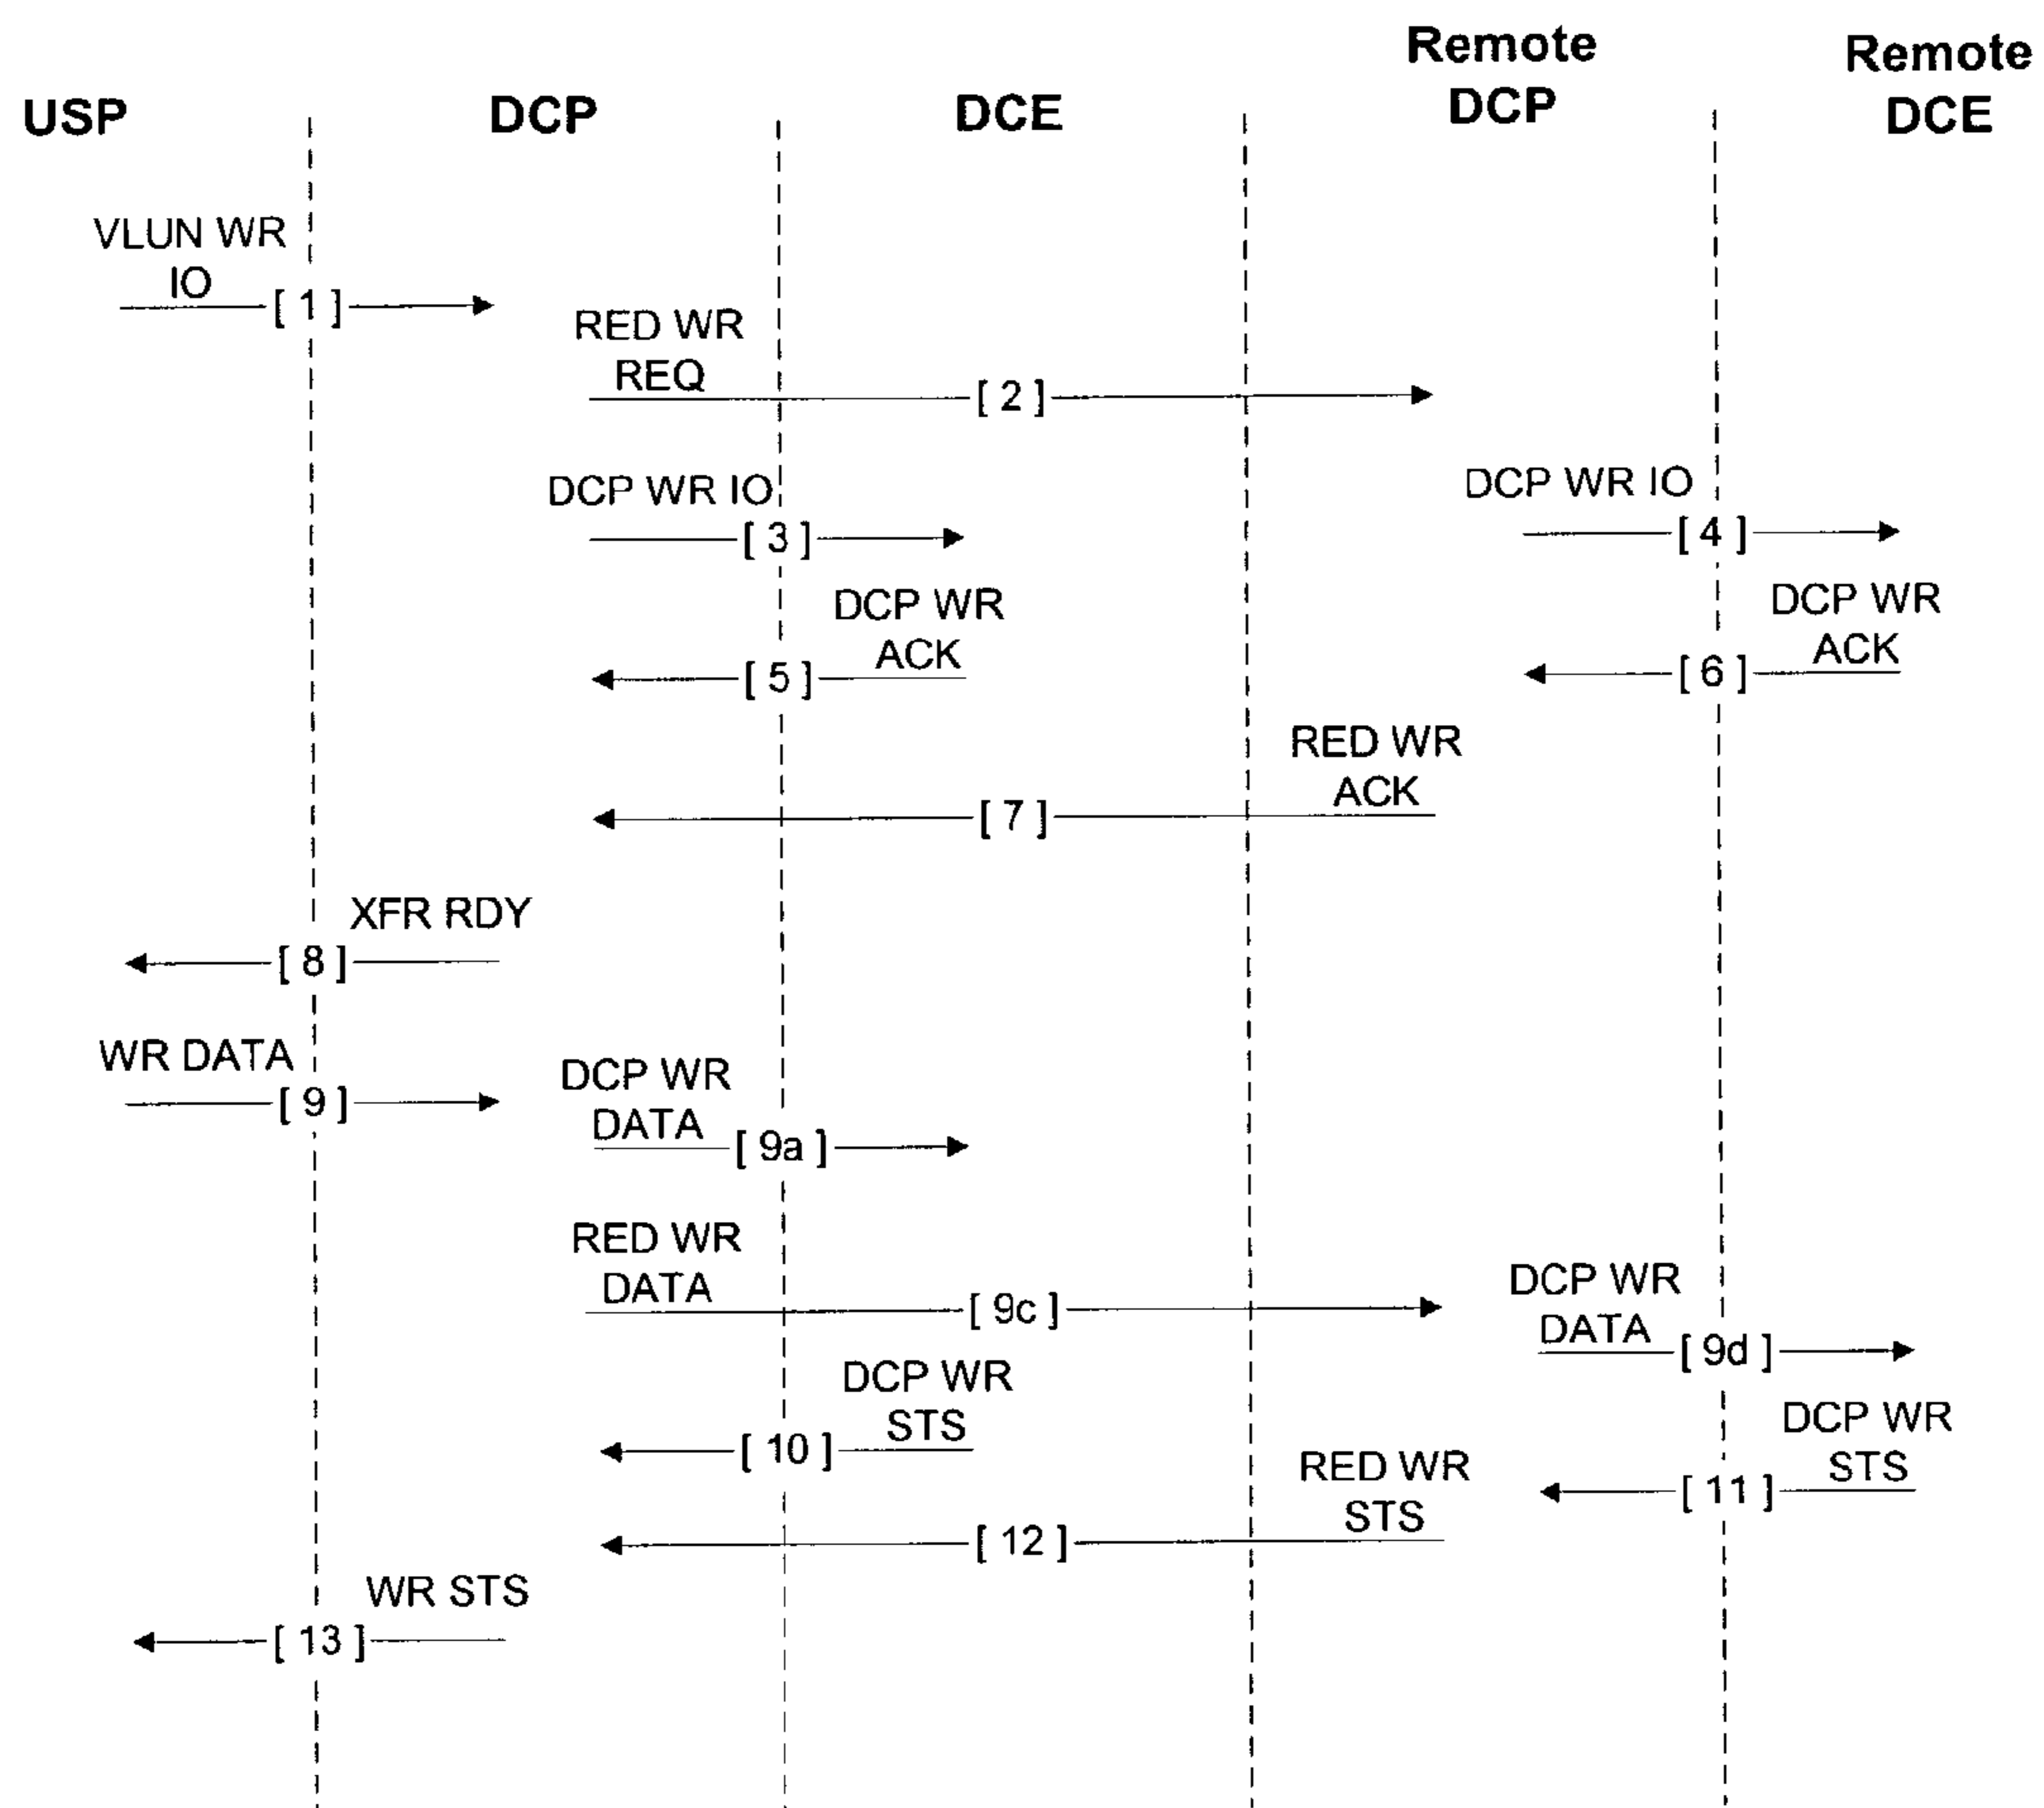 Remote
DCP
Remote
DCE
USP
DCP
DCE
VLUN WR
IO
[ 1 ]
RED WR
REQ
[ 2 ]
DCP WR IO
[ 3 ]
DCP WR IO
[ 4 ]
DCP WR
ACK
[ 5 ]
DCP WR
ACK
[ 6 ]
RED WR
ACK
[ 7 ]
XFR RDY
[ 8 ]
WR DATA
[ 9 ]
DCP WR
DATA
[ 9a ]
RED WR
DATA
[ 9c ]
DCP WR
DATA
[ 9d ]
DCP WR
STS
[ 10 ]
DCP WR
STS
[ 11 ]
RED WR
STS
[ 12 ]
WR STS
[ 13 ]